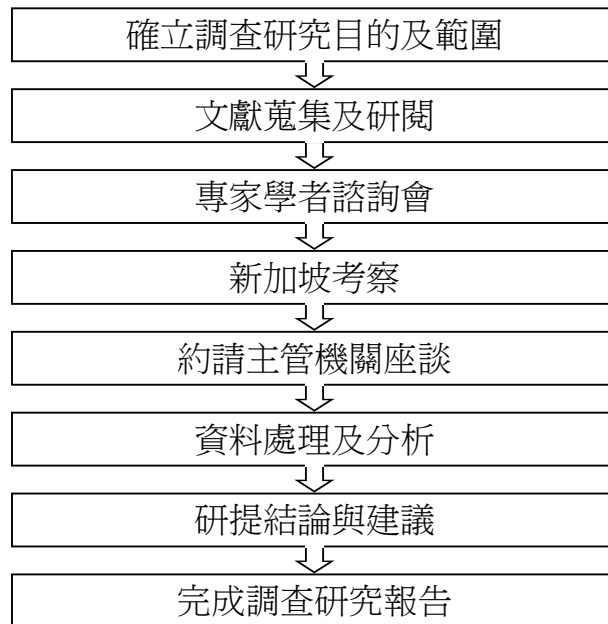 確立調查研究目的及範圍
文獻蒐集及研閱
專家學者諮詢會
新加坡考察
約請主管機關座談
資料處理及分析
研提結論與建議
完成調查研究報告